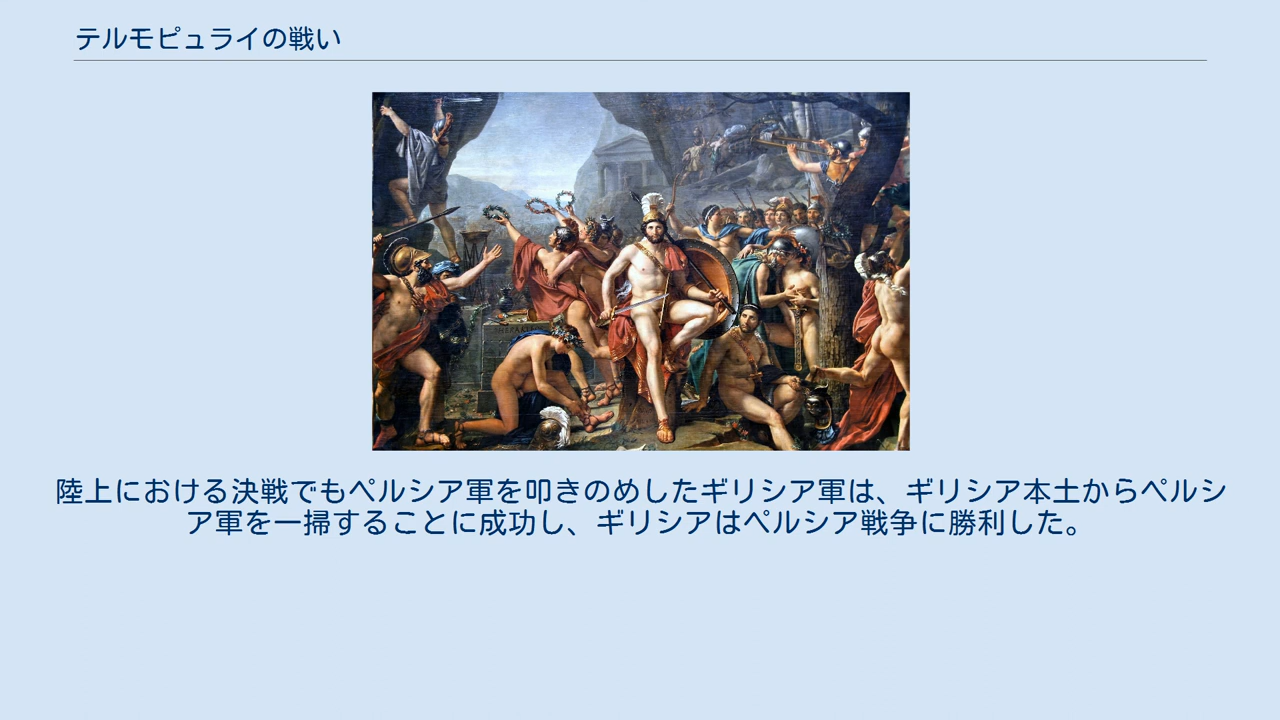 テルモピュライの戦い
陸上における決戦でもペルシア軍を叩きのめしたギリシア軍は、ギリシア本土からペルシ
ア軍を一掃することに成功し、ギリシアはペルシア戦争に勝利した。